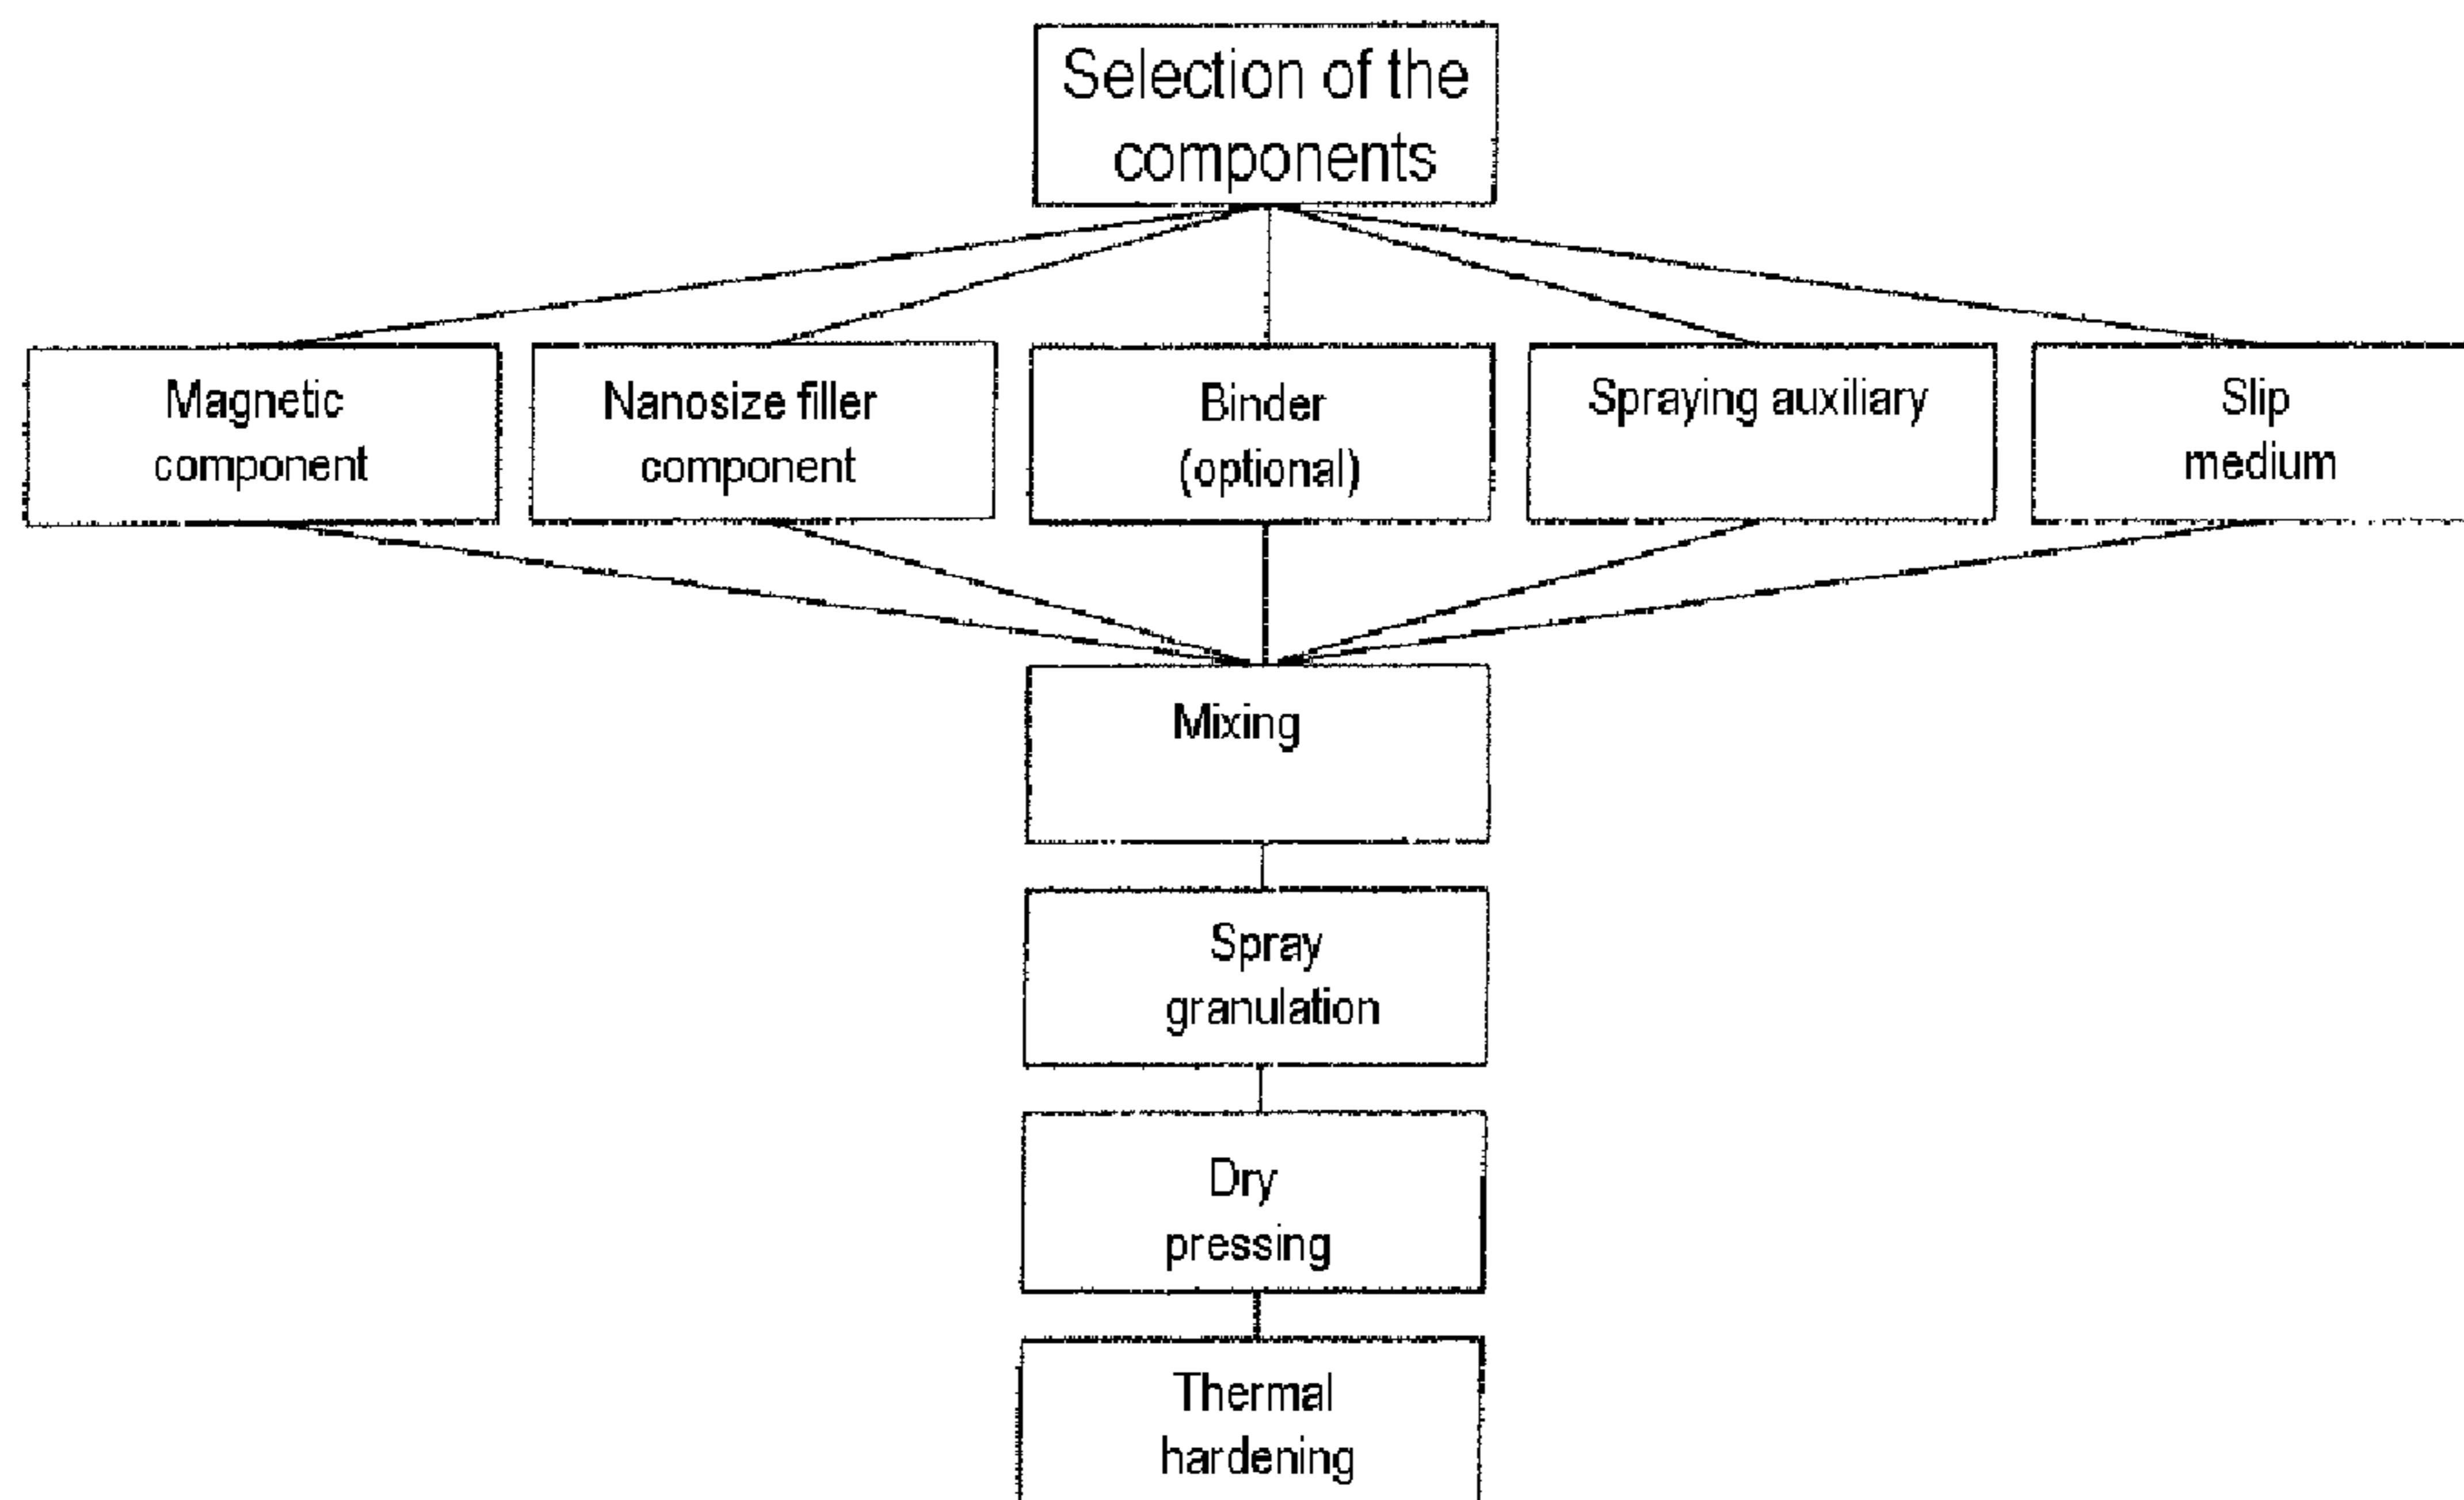 Selection of the
components
Magnetic
component
Nanosize filler
component
Binder
(optional)
Spraying auxiliary
Slip
medium
Mixing
Spray
granulation
Dry
pressing
Thermal
hardening